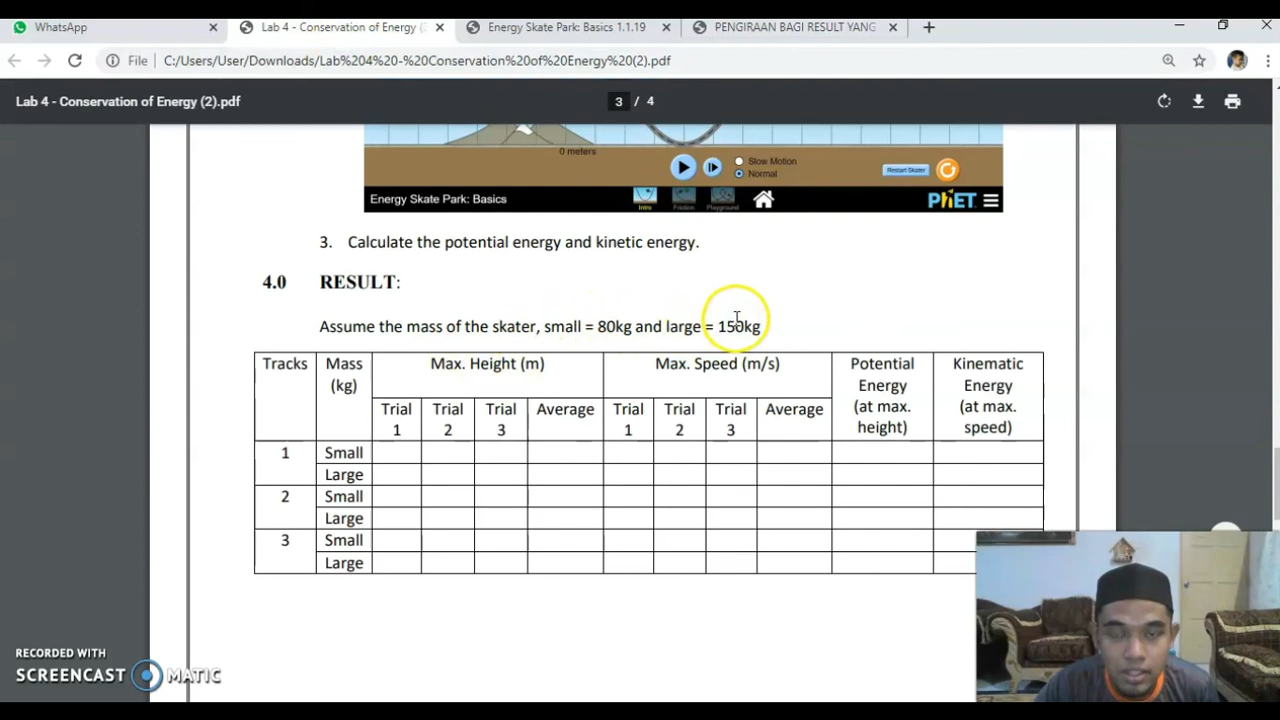 WhatsApp
Lab 4 - Conservation of Energy (
Energy Skate Park: Basics 1.1.19
PENGIRAAN BAGI RESULT YANG
File
C:/Users/User/Downloads/Lab%204%20-%20Conservation%20of%20Energy%20(2).pdf
Lab 4 - Conservation of Energy (2).pdf
3 / 4
0 meters
Slow Motion
Normal
Restart Skater
Energy Skate Park: Basics
Intro
Friction
Playground
PhET
3. Calculate the potential energy and kinetic energy.
4.0 RESULT:
Assume the mass of the skater, small = 80kg and large = 150kg
Tracks
Mass (kg)
Max. Height (m)
Max. Speed (m/s)
Potential Energy (at max. height)
Kinematic Energy (at max. speed)
Trial 1
Trial 2
Trial 3
Average
Trial 1
Trial 2
Trial 3
Average
1 Small
Large
2 Small
Large
3 Small
Large
RECORDED WITH
SCREENCAST MATIC